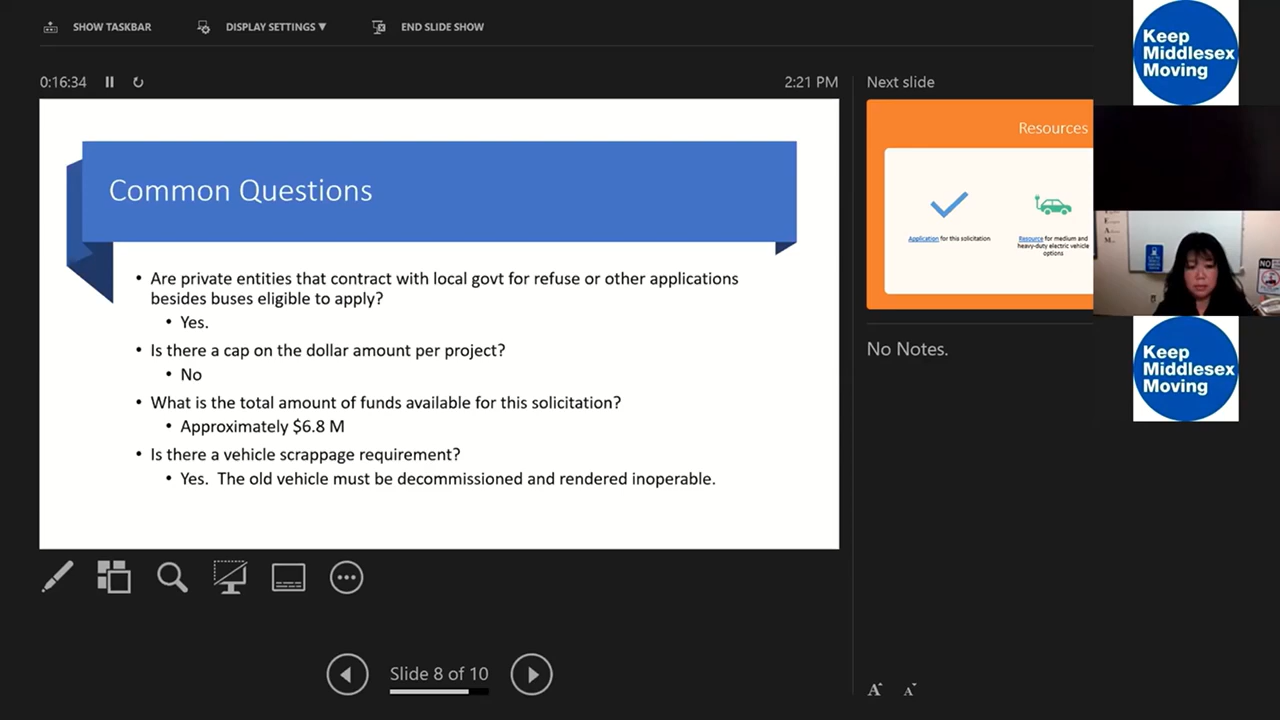 SHOW TASKBAR
DISPLAY SETTINGS ▼
END SLIDE SHOW
0:16:34
2:21 PM
Common Questions
• Are private entities that contract with local govt for refuse or other applications
besides buses eligible to apply?
• Yes.
• Is there a cap on the dollar amount per project?
• No
• What is the total amount of funds available for this solicitation?
• Approximately $6.8 M
• Is there a vehicle scrappage requirement?
• Yes. The old vehicle must be decommissioned and rendered inoperable.
Slide 8 of 10
Next slide
Resources
Application for this solicitation
Resource for medium and
heavy-duty electric vehicle
options
No Notes.
A
A
Keep
Middlesex
Moving
E
A
M
NO
Keep
Middlesex
Moving